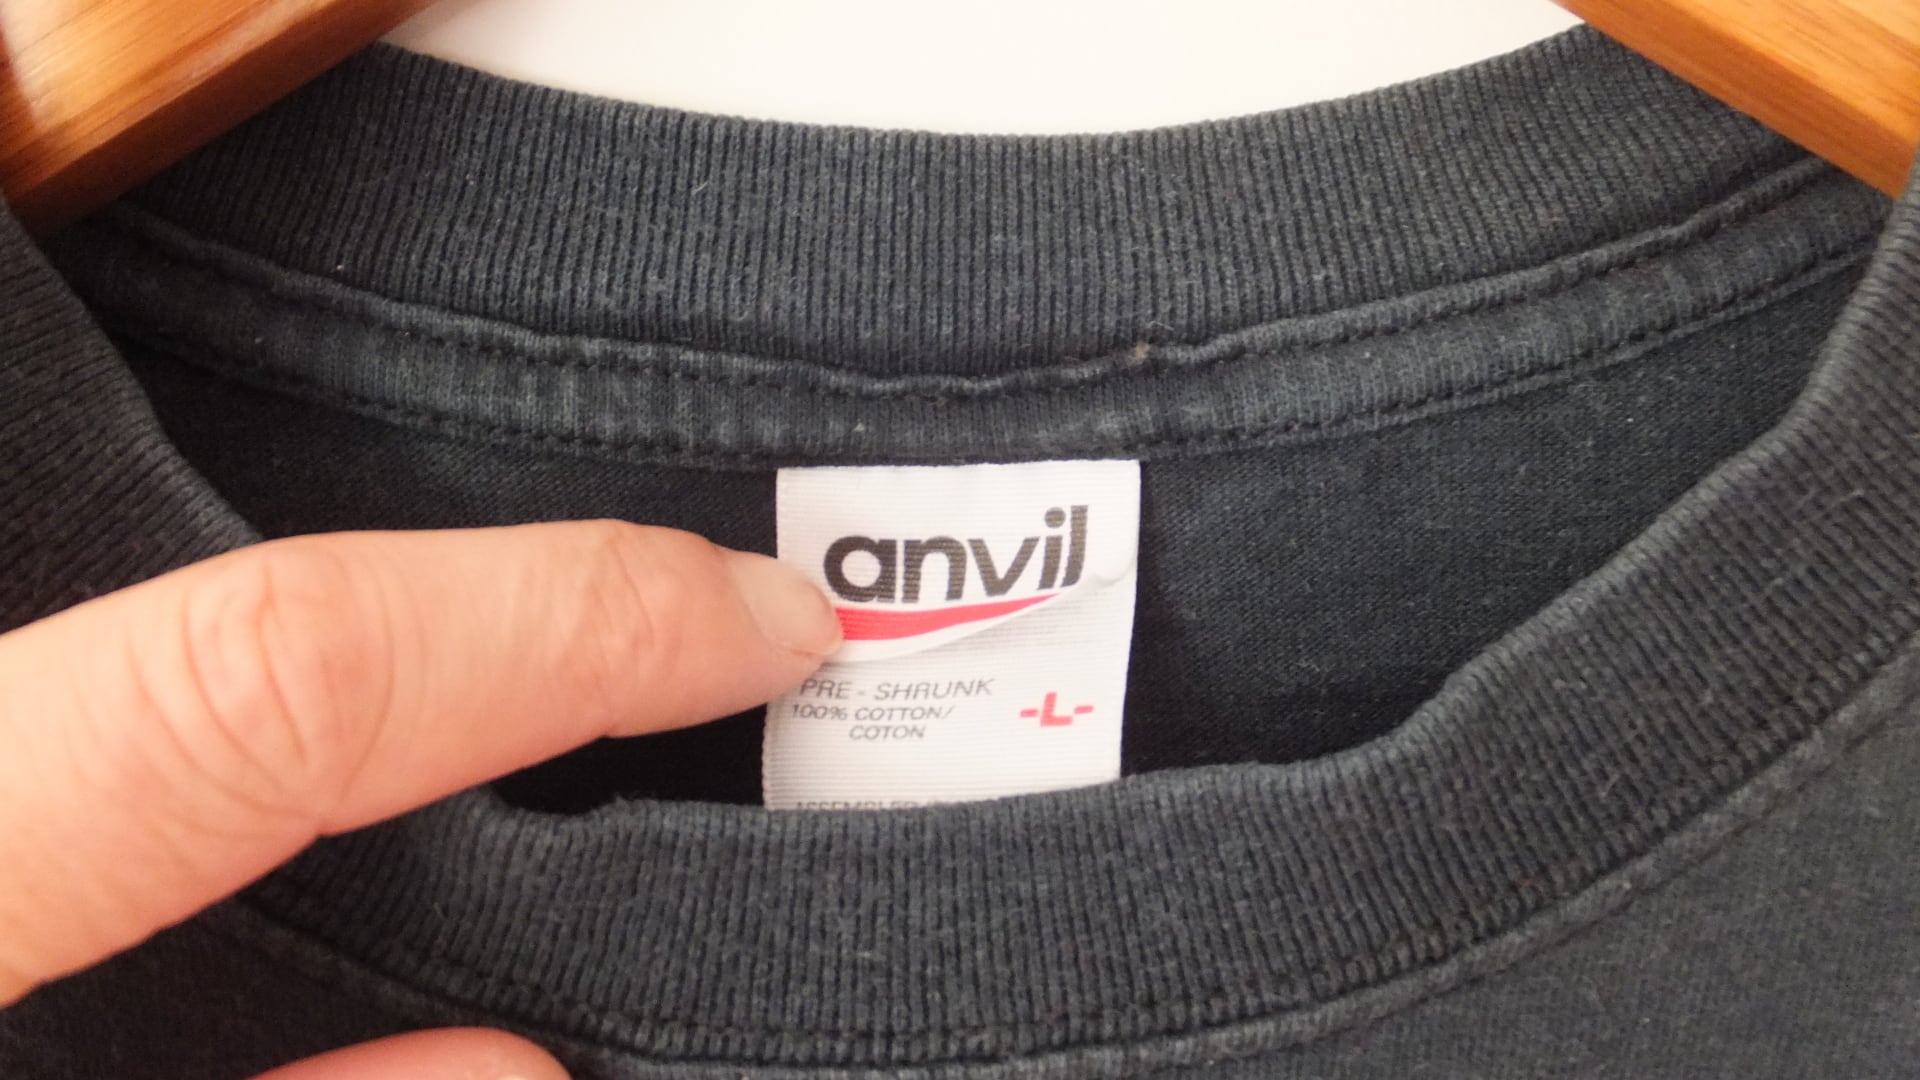 anvil
PRE - SHRUNK
100% COTTON/
COTON
-L-